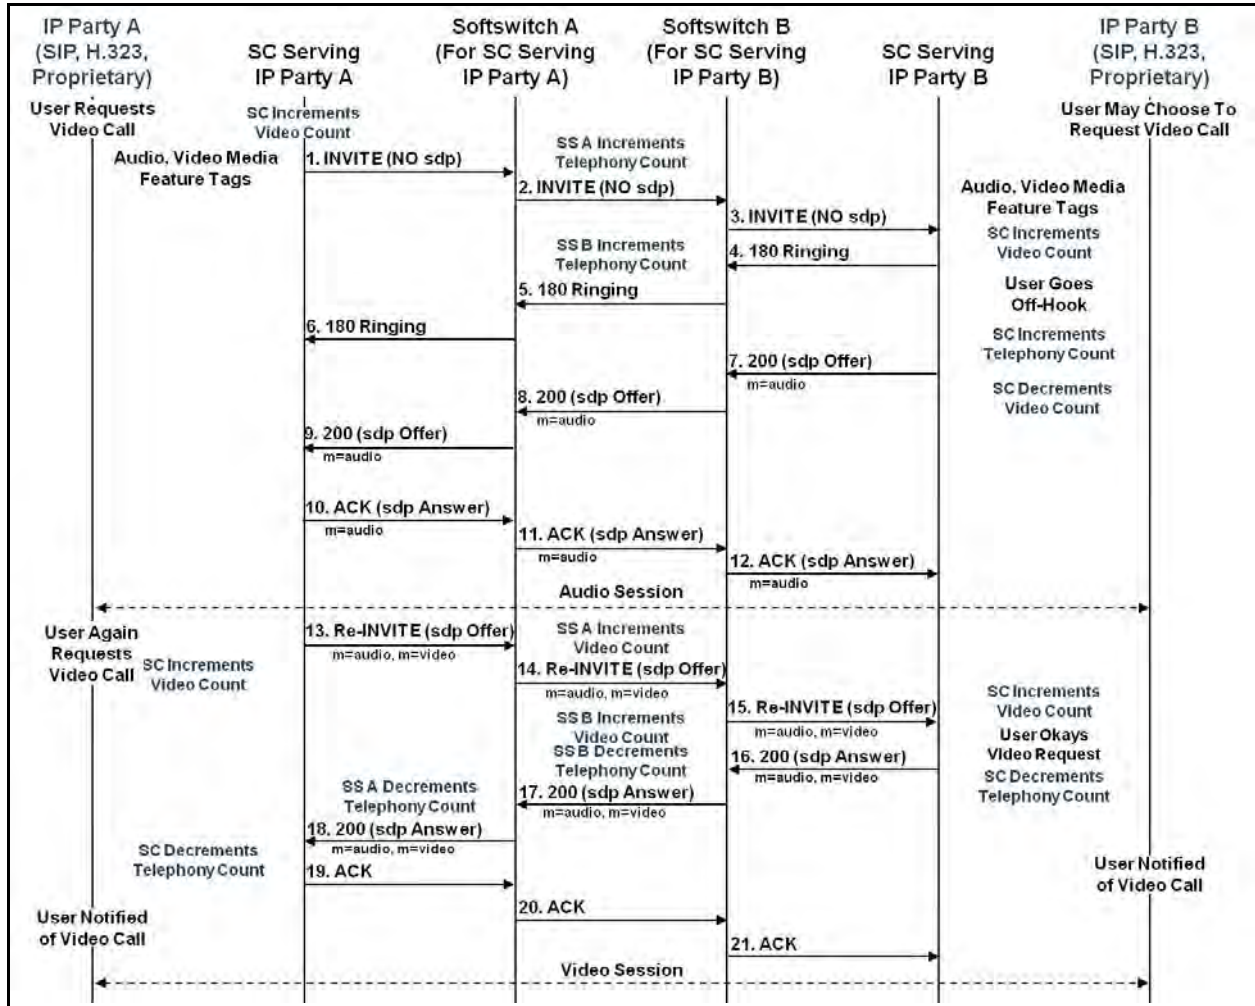 IP Party A
(SIP, H.323,
Proprietary)
SC Serving
IP Party A
Softswitch A
(For SC Serving
IP Party A)
Softswitch B
(For SC Serving
IP Party B)
SC Serving
IP Party B
IP Party B
(SIP, H.323,
Proprietary)
User Requests
Video Call
SC Increments
Video Count
User May Choose To
Request Video Call
Audio, Video Media
Feature Tags
1. INVITE (NO sdp)
SS A Increments
Telephony Count
2. INVITE (NO sdp)
Audio, Video Media
Feature Tags
3. INVITE (NO sdp)
SC Increments
Video Count
SS B Increments
Telephony Count
4. 180 Ringing
5. 180 Ringing
User Goes
Off-Hook
6. 180 Ringing
SC Increments
Telephony Count
7. 200 (sdp Offer)
m=audio
SC Decrements
Video Count
8. 200 (sdp Offer)
m=audio
9. 200 (sdp Offer)
m=audio
10. ACK (sdp Answer)
m=audio
11. ACK (sdp Answer)
m=audio
12. ACK (sdp Answer)
m=audio
Audio Session
User Again
Requests
Video Call
SC Increments
Video Count
13. Re-INVITE (sdp Offer)
m=audio, m=video
SS A Increments
Video Count
14. Re-INVITE (sdp Offer)
m=audio, m=video
SC Increments
Video Count
15. Re-INVITE (sdp Offer)
m=audio, m=video
SS B Increments
Video Count
SS B Decrements
Telephony Count
User Okays
Video Request
16. 200 (sdp Answer)
m=audio, m=video
SC Decrements
Telephony Count
SS A Decrements
Telephony Count
17. 200 (sdp Answer)
m=audio, m=video
18. 200 (sdp Answer)
m=audio, m=video
SC Decrements
Telephony Count
19. ACK
User Notified
of Video Call
User Notified
of Video Call
20. ACK
21. ACK
Video Session